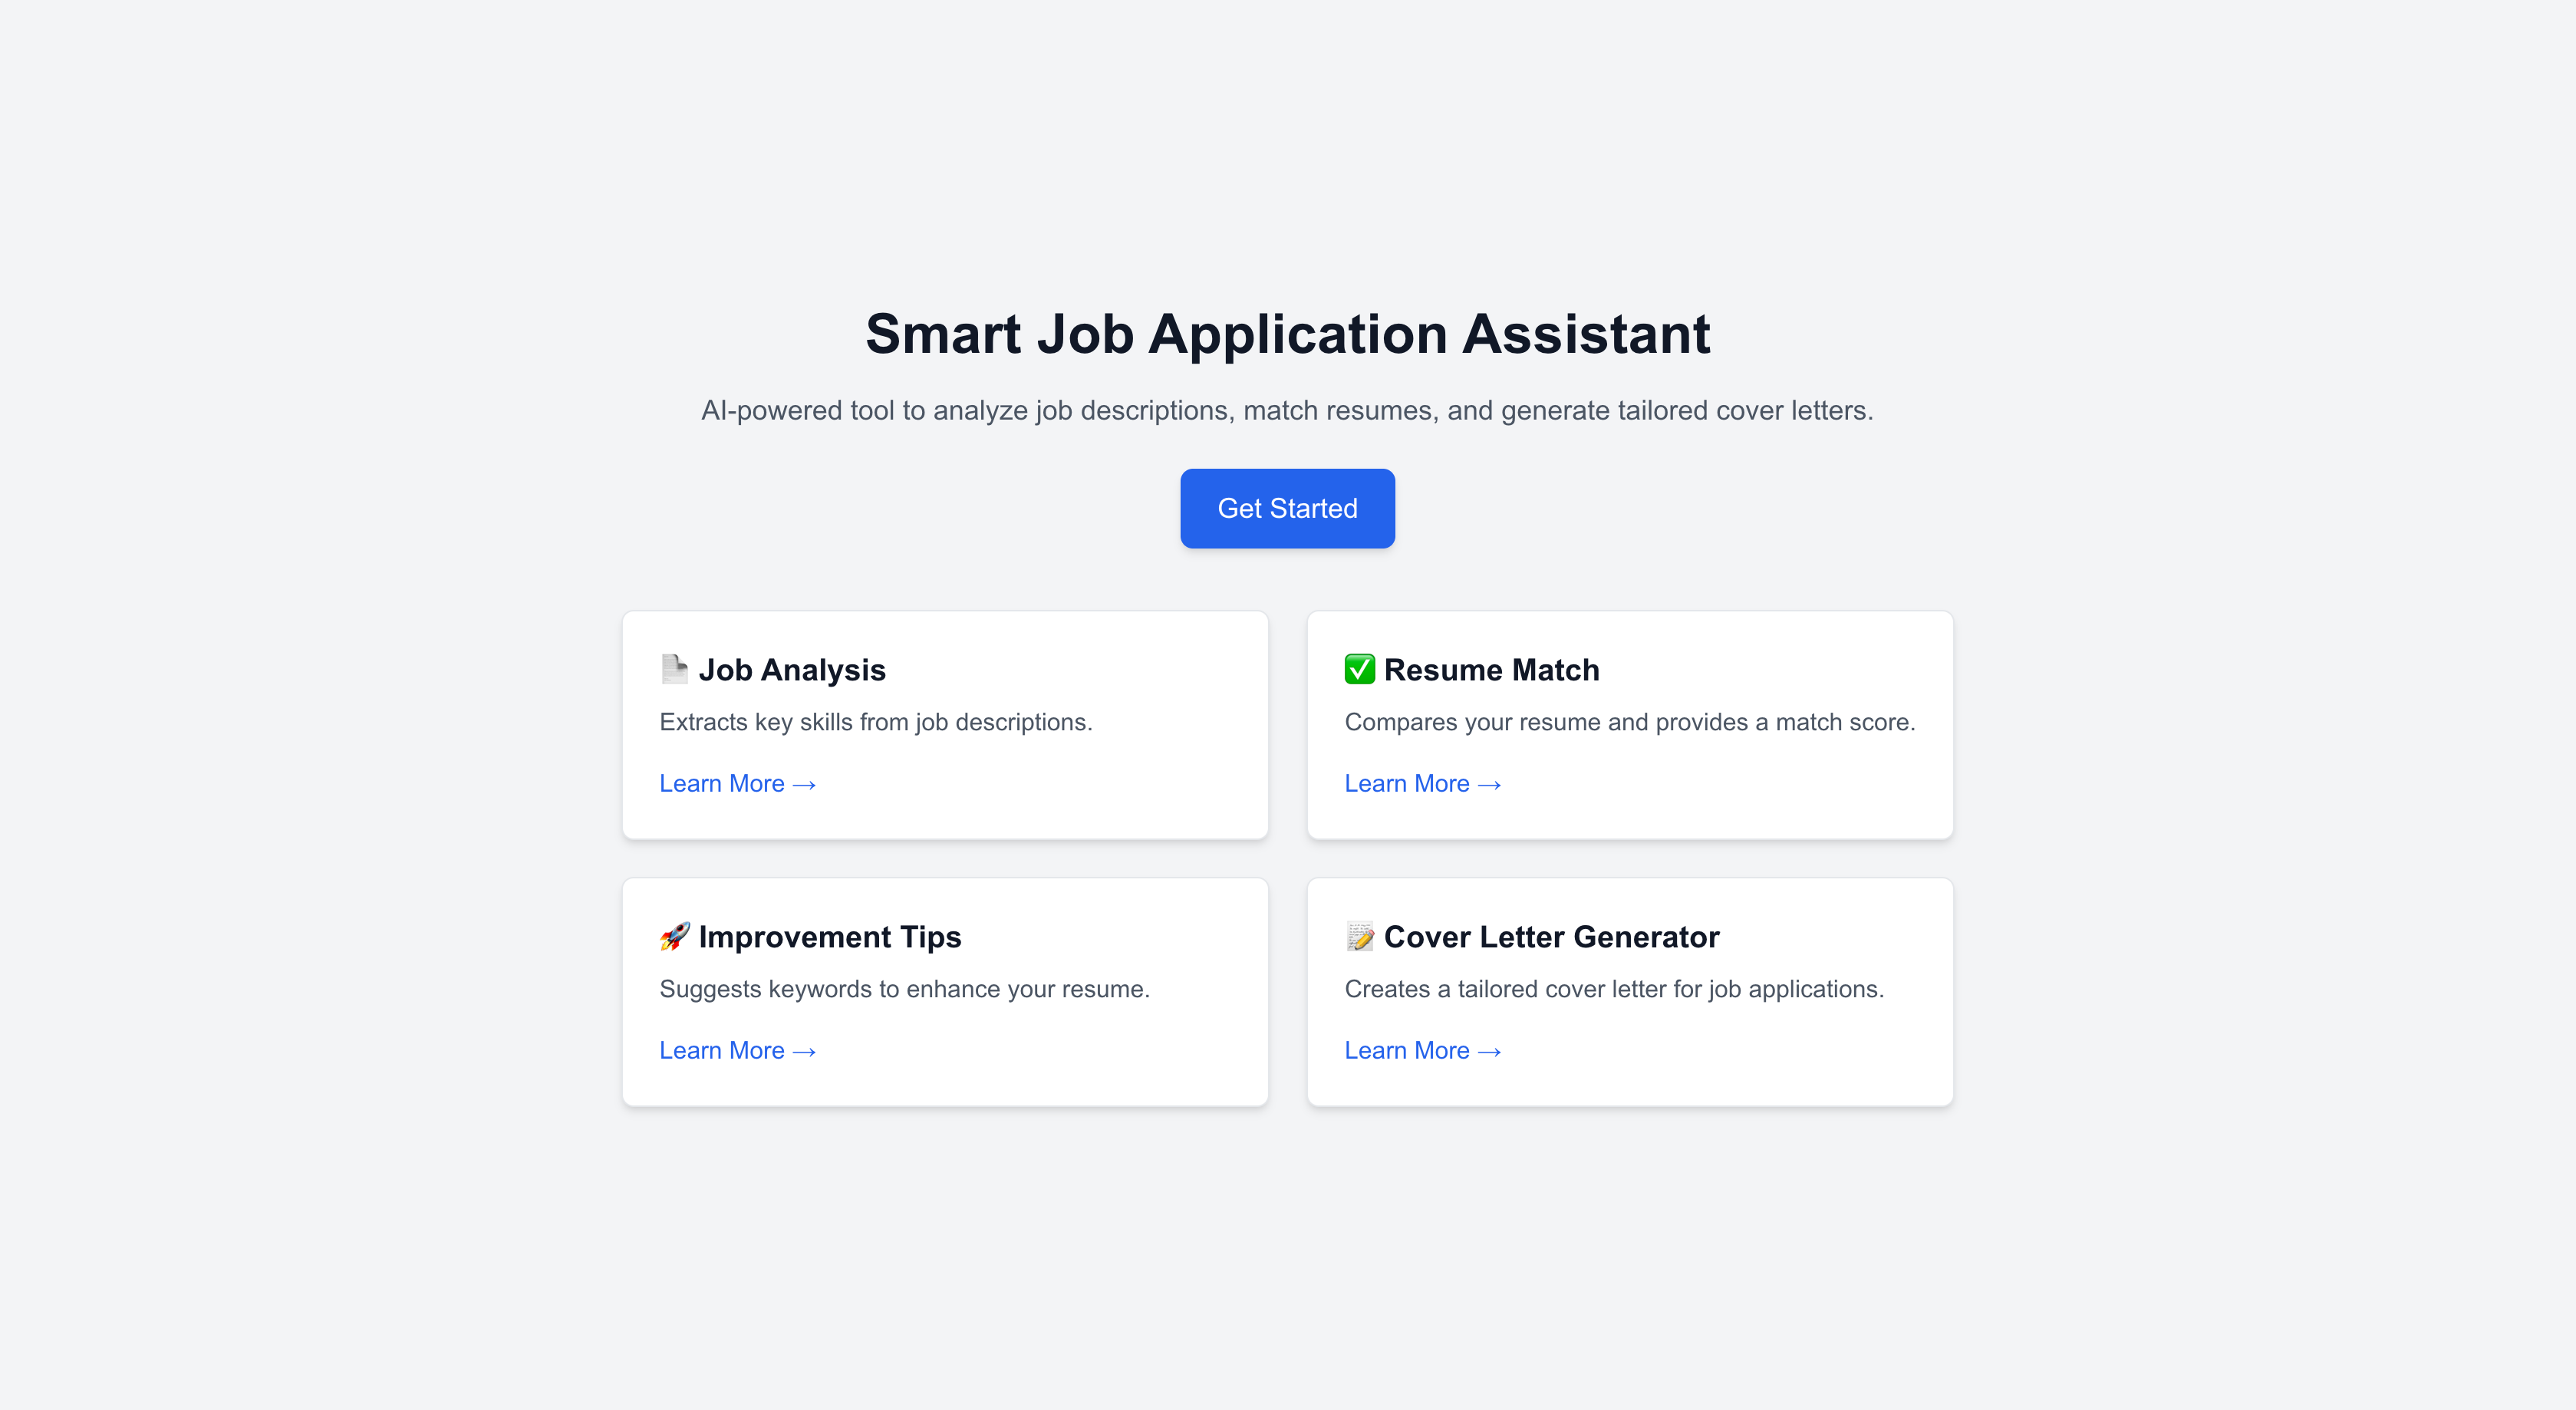 Smart Job Application Assistant
AI-powered tool to analyze job descriptions, match resumes, and generate tailored cover letters.
Get Started
📄 Job Analysis
Extracts key skills from job descriptions.
Learn More →
✅ Resume Match
Compares your resume and provides a match score.
Learn More →
🚀 Improvement Tips
Suggests keywords to enhance your resume.
Learn More →
📝 Cover Letter Generator
Creates a tailored cover letter for job applications.
Learn More →